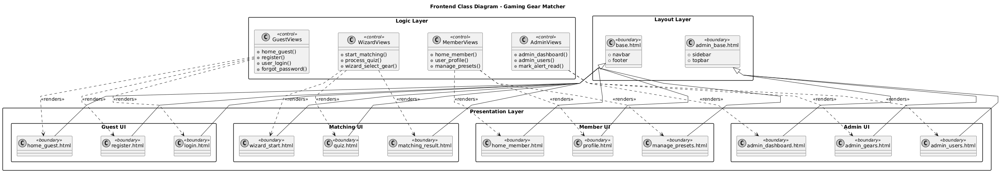 Frontend Class Diagram - Gaming Gear Matcher
Logic Layer
«control»
C GuestViews
home_guest()
register()
user_login()
forgot_password()
«control»
C WizardViews
start_matching()
process_quiz()
wizard_select_gear()
«control»
C MemberViews
home_member()
user_profile()
manage_presets()
«control»
C AdminViews
admin_dashboard()
admin_users()
mark_alert_read()
Layout Layer
«boundary»
C base.html
navbar
footer
«boundary»
C admin_base.html
sidebar
topbar
«renders»
«renders»
«renders»
«renders»
«renders»
«renders»
«renders»
«renders»
«renders»
«renders»
«renders»
«renders»
Presentation Layer
Guest UI
«boundary»
C home_guest.html
«boundary»
C register.html
«boundary»
C login.html
Matching UI
«boundary»
C wizard_start.html
«boundary»
C quiz.html
«boundary»
C matching_result.html
Member UI
«boundary»
C home_member.html
«boundary»
C profile.html
«boundary»
C manage_presets.html
Admin UI
«boundary»
C admin_dashboard.html
«boundary»
C admin_gears.html
«boundary»
C admin_users.html